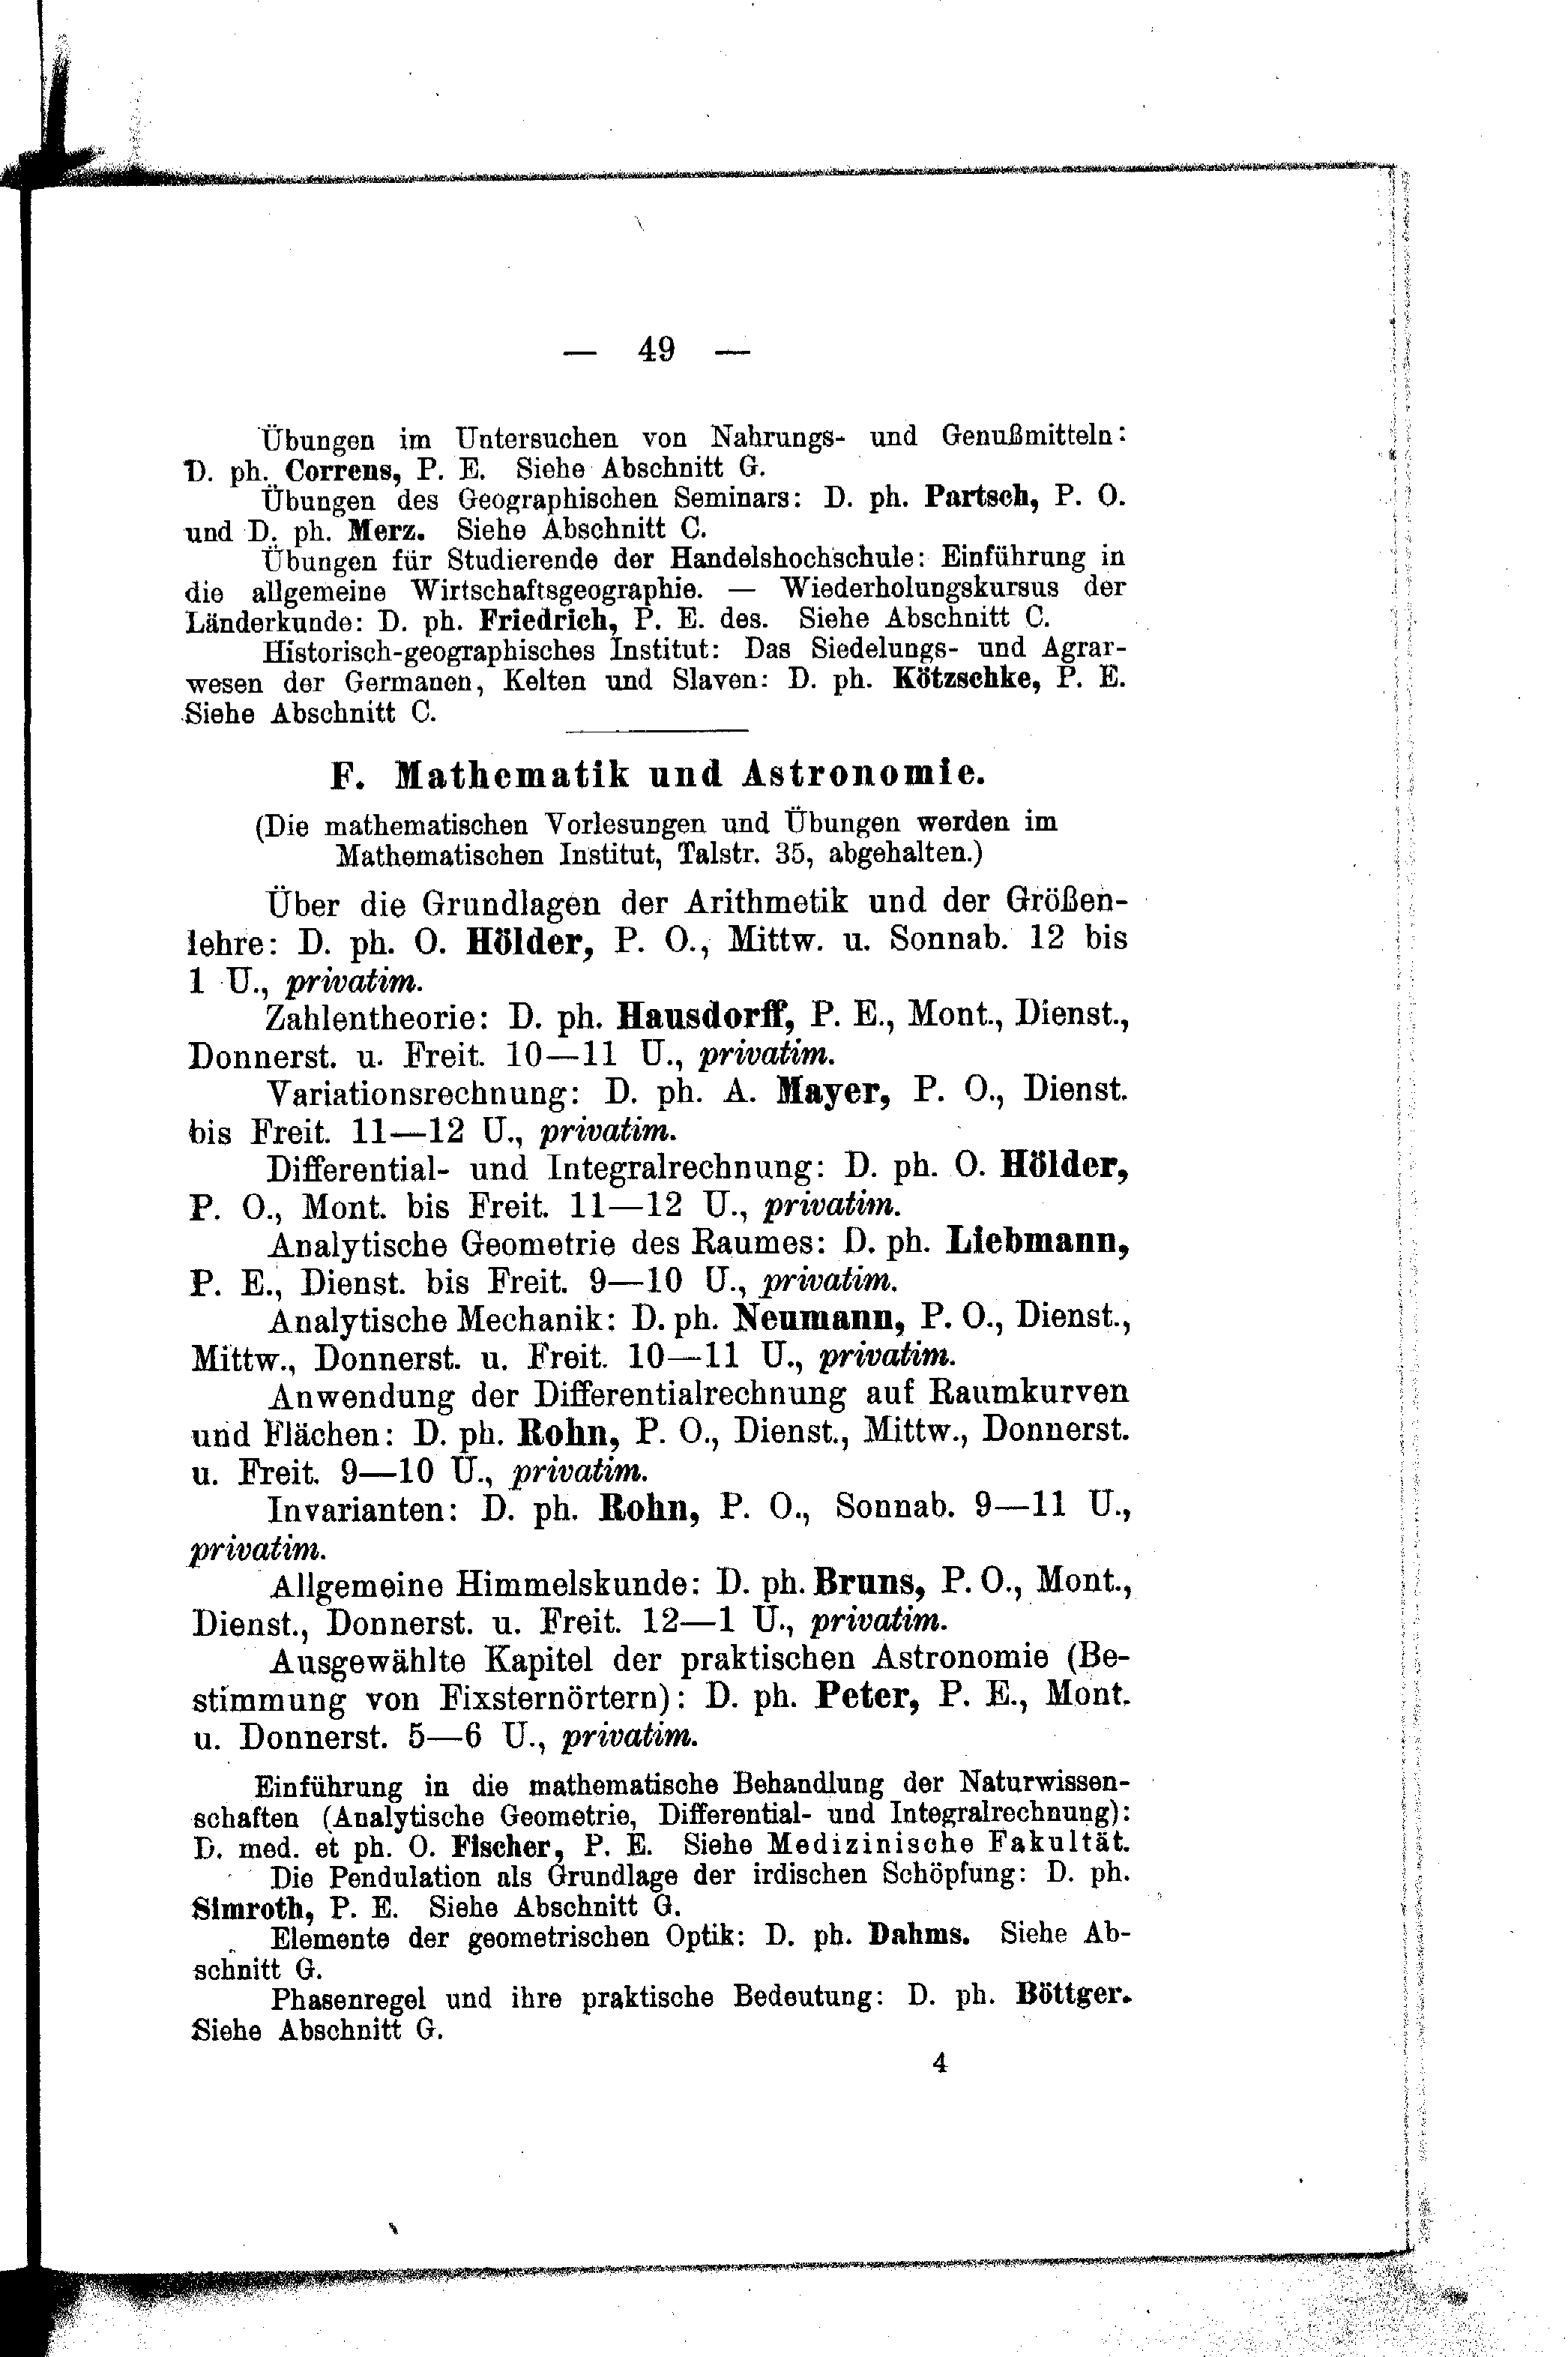 — 49 —
Übungen im Untersuchen von Nahrungs- und Genußmitteln:
D. ph. Correns, P. E. Siehe Abschnitt G.
Übungen des Geographischen Seminars: D. ph. Partsch, P. O.
und D. ph. Merz. Siehe Abschnitt C.
Übungen für Studierende der Handelshochschule: Einführung in
die allgemeine Wirtschaftsgeographie. — Wiederholungskursus der
Länderkunde: D. ph. Friedrich, P. E. des. Siehe Abschnitt C.
Historisch-geographisches Institut: Das Siedelungs- und Agrar-
wesen der Germanen, Kelten und Slaven: D. ph. Kötzschke, P. E.
Siehe Abschnitt C.
F. Mathematik und Astronomie.
(Die mathematischen Vorlesungen und Übungen werden im
Mathematischen Institut, Talstr. 35, abgehalten.)
Über die Grundlagen der Arithmetik und der Größen-
lehre: D. ph. O. Hölder, P. O., Mittw. u. Sonnab. 12 bis
1 U., privatim.
Zahlentheorie: D. ph. Hausdorff, P. E., Mont., Dienst.,
Donnerst. u. Freit. 10—11 U., privatim.
Variationsrechnung: D. ph. A. Mayer, P. O., Dienst.
bis Freit. 11—12 U., privatim.
Differential- und Integralrechnung: D. ph. O. Hölder,
P. O., Mont. bis Freit. 11—12 U., privatim.
Analytische Geometrie des Raumes: D. ph. Liebmann,
P. E., Dienst. bis Freit. 9—10 U., privatim.
Analytische Mechanik: D. ph. Neumann, P. O., Dienst.,
Mittw., Donnerst. u. Freit. 10—11 U., privatim.
Anwendung der Differentialrechnung auf Raumkurven
und Flächen: D. ph. Rohn, P. O., Dienst., Mittw., Donnerst.
u. Freit. 9—10 U., privatim.
Invarianten: D. ph. Rohn, P. O., Sonnab. 9—11 U.,
privatim.
Allgemeine Himmelskunde: D. ph. Bruns, P. O., Mont.,
Dienst., Donnerst. u. Freit. 12—1 U., privatim.
Ausgewählte Kapitel der praktischen Astronomie (Be-
stimmung von Fixsternörtern): D. ph. Peter, P. E., Mont.
u. Donnerst. 5—6 U., privatim.
Einführung in die mathematische Behandlung der Naturwissen-
schaften (Analytische Geometrie, Differential- und Integralrechnung):
D. med. et ph. O. Fischer, P. E. Siehe Medizinische Fakultät.
Die Pendulation als Grundlage der irdischen Schöpfung: D. ph.
Simroth, P. E. Siehe Abschnitt G.
Elemente der geometrischen Optik: D. ph. Dahms. Siehe Ab-
schnitt G.
Phasenregel und ihre praktische Bedeutung: D. ph. Böttger.
Siehe Abschnitt G.
4